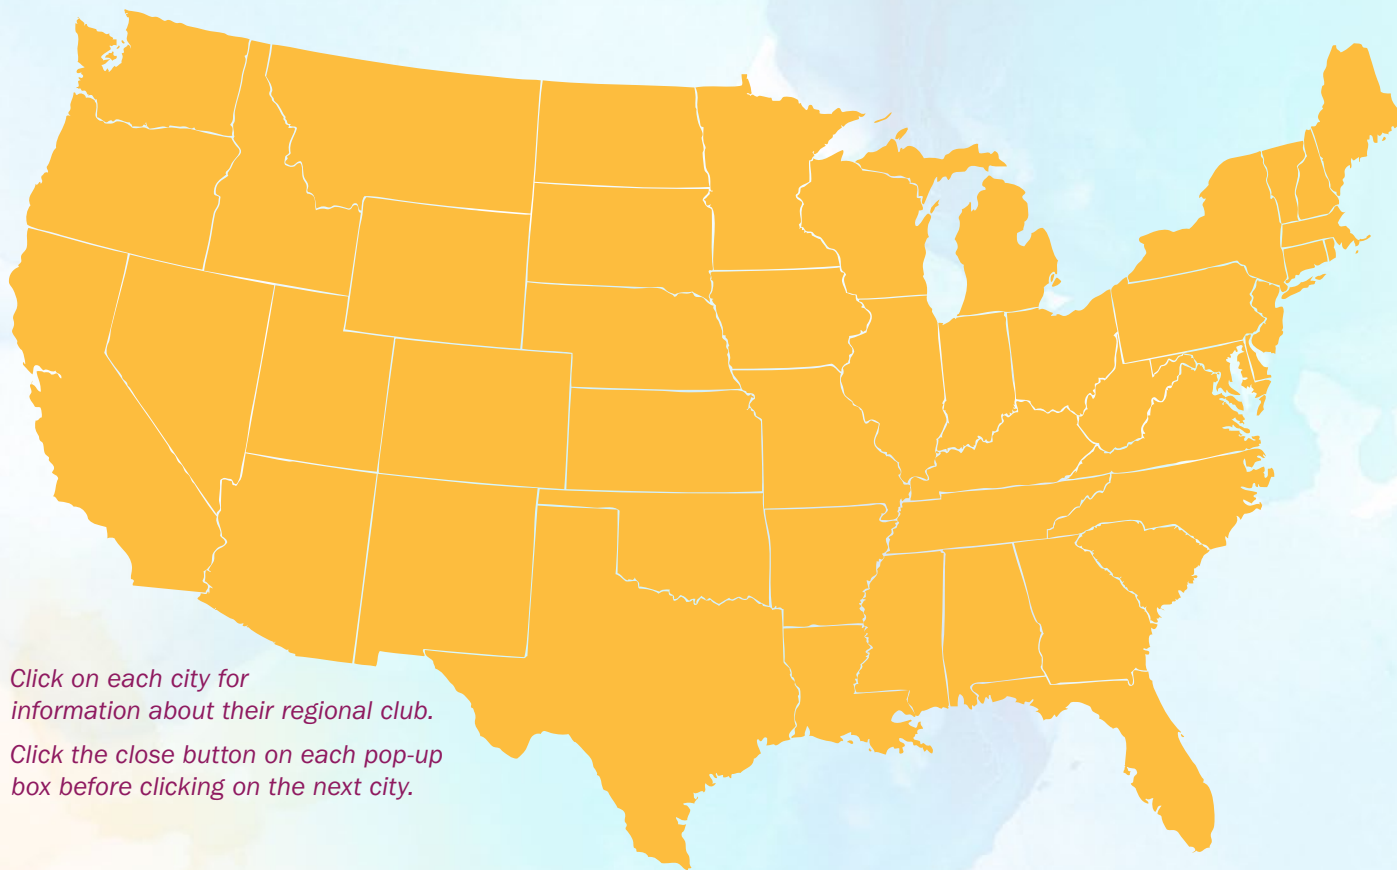 Click on each city for
information about their regional club.
Click the close button on each pop-up
box before clicking on the next city.